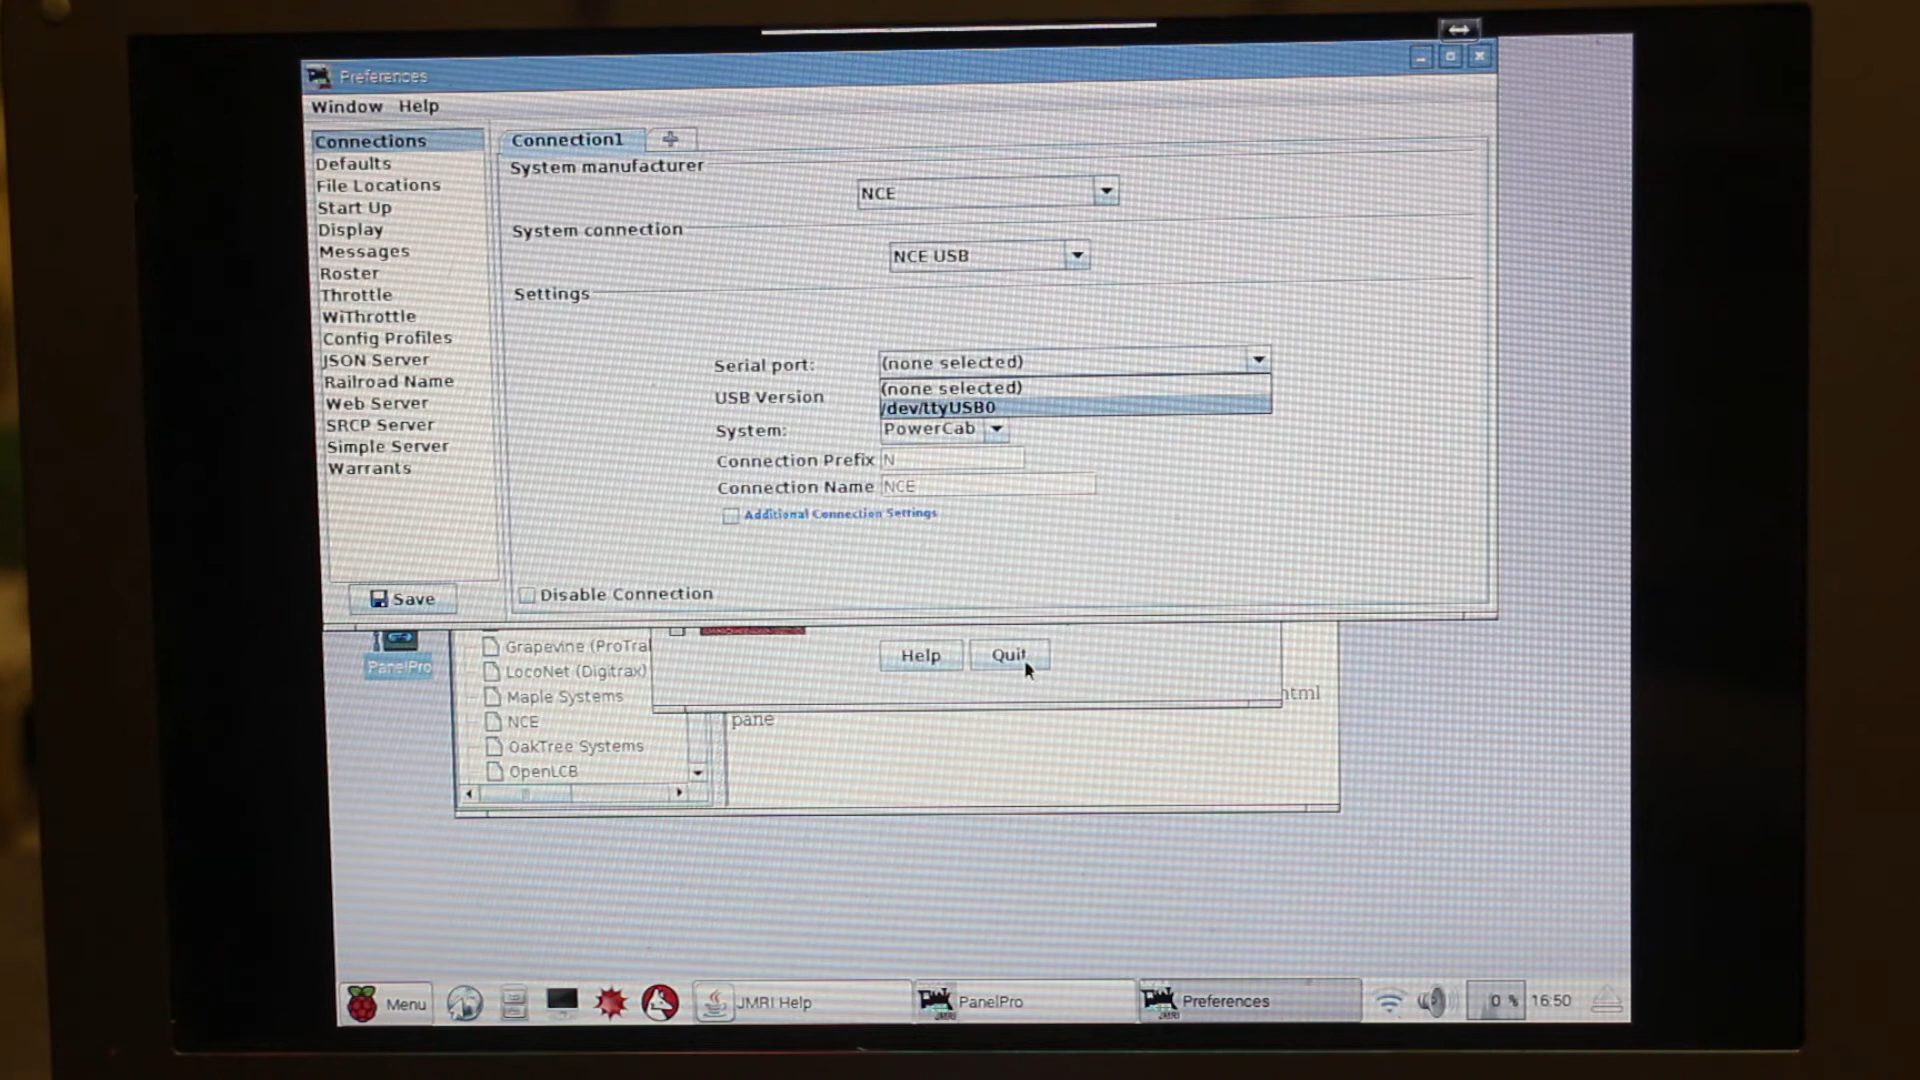 Preferences
Window Help
Connections
Defaults
File Locations
Start Up
Display
Messages
Roster
Throttle
WiThrottle
Config Profiles
JSON Server
Railroad Name
Web Server
SRCP Server
Simple Server
Warrants
Save
Connection1
System manufacturer
NCE
System connection
NCE USB
Settings
Serial port: (none selected)
(none selected)
/dev/ttyUSB0
USB Version
System: PowerCab
Connection Prefix N
Connection Name NCE
Additional Connection Settings
Disable Connection
PanelPro
Grapevine (ProTra
LocoNet (Digitrax)
Maple Systems
NCE
OakTree Systems
OpenLCB
Help Quit
html
pane
Menu JMRI Help PanelPro Preferences 0 % 16:50